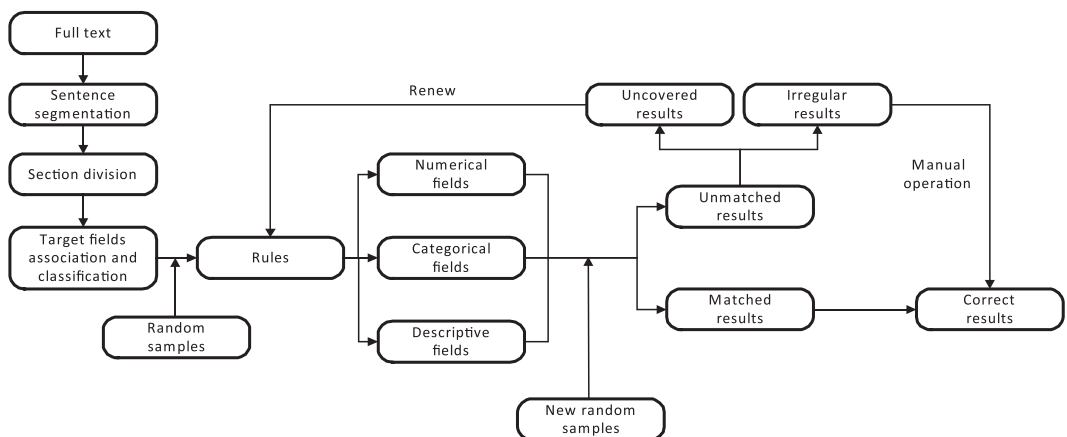 Full text
Sentence
segmentation
Section division
Target fields
association and
classification
Random
samples
Rules
Renew
Numerical
fields
Categorical
fields
Descriptive
fields
New random
samples
Uncovered
results
Irregular
results
Unmatched
results
Matched
results
Manual
operation
Correct
results